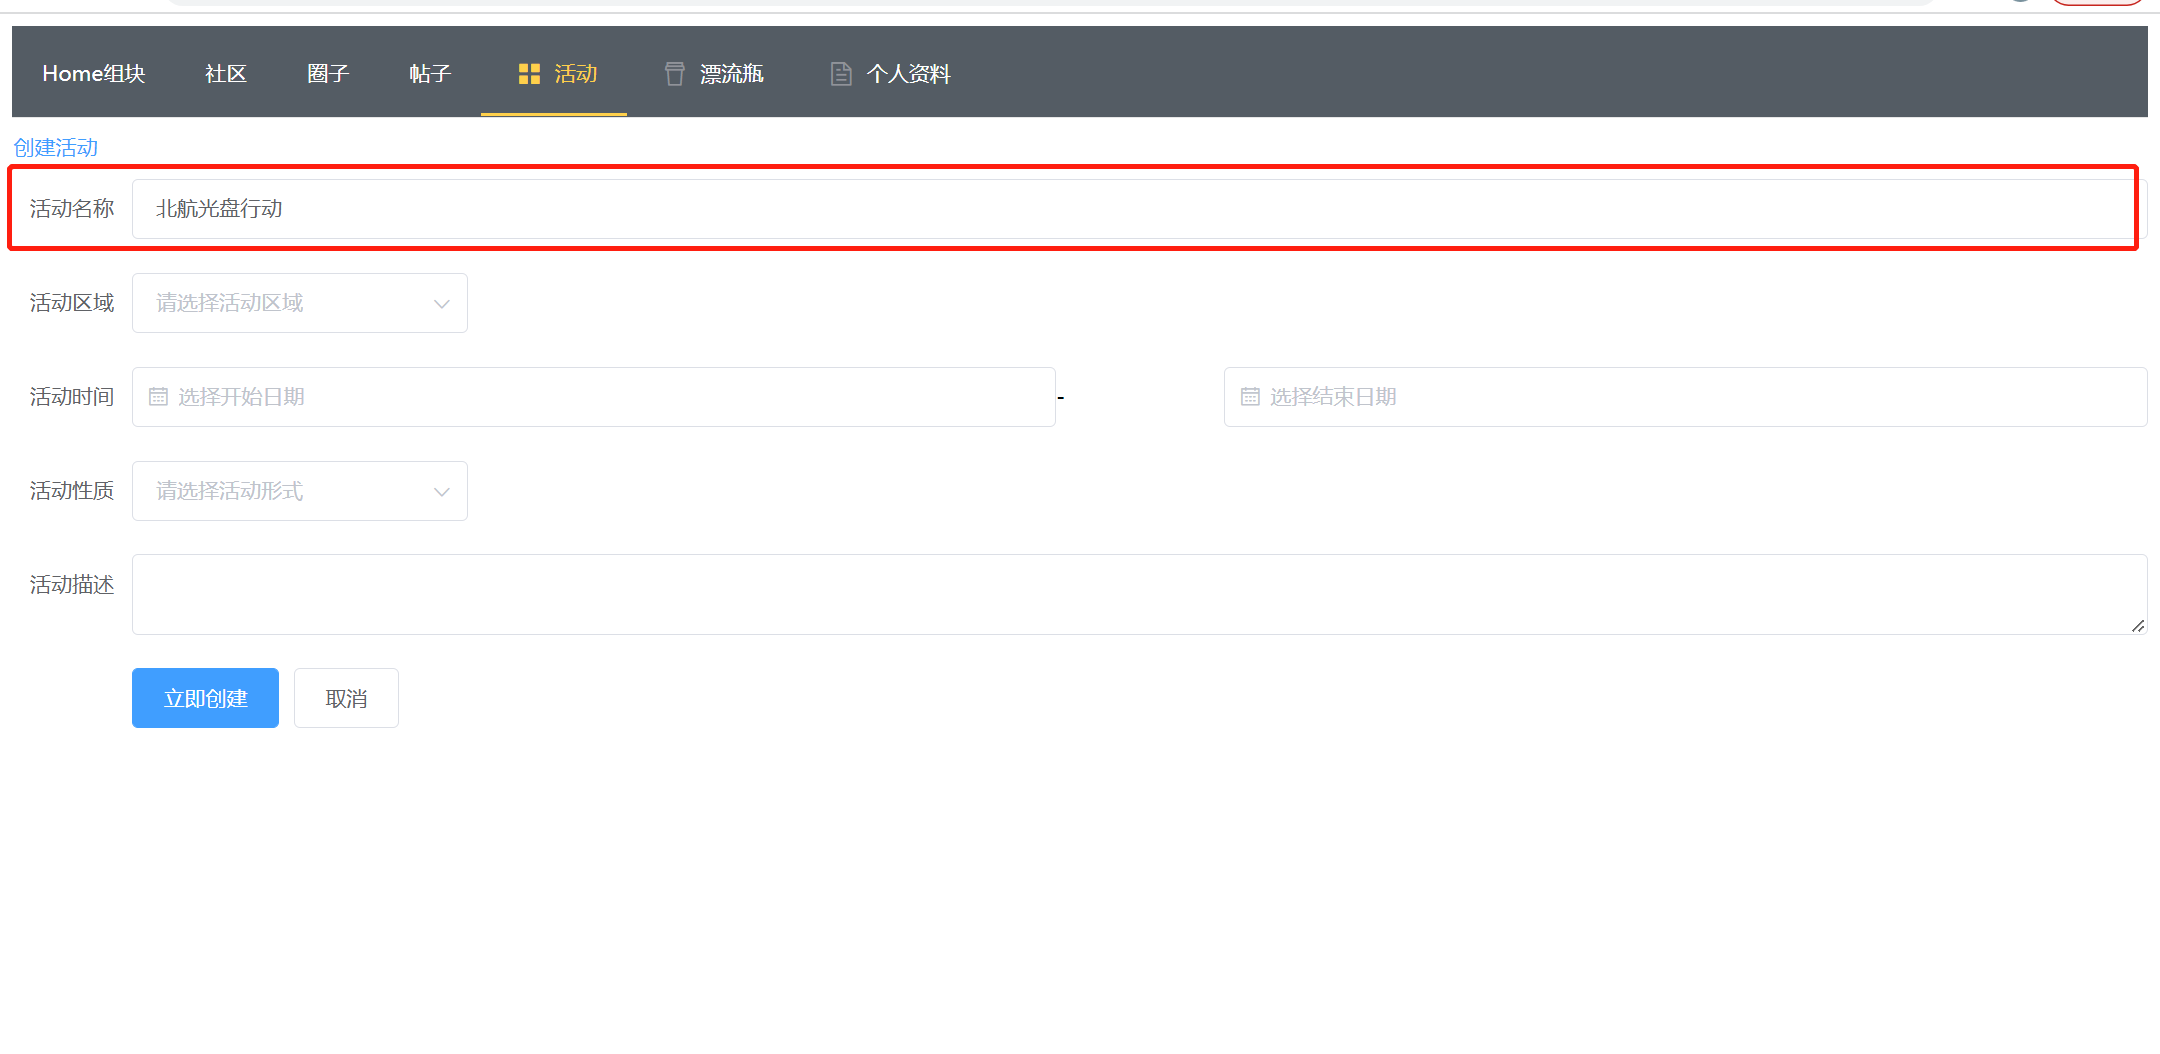 Home组块 社区 圈子 帖子 活动 漂流瓶 个人资料
创建活动
活动名称 北航光盘行动
活动区域 请选择活动区域
活动时间 选择开始日期 - 选择结束日期
活动性质 请选择活动形式
活动描述
立即创建 取消